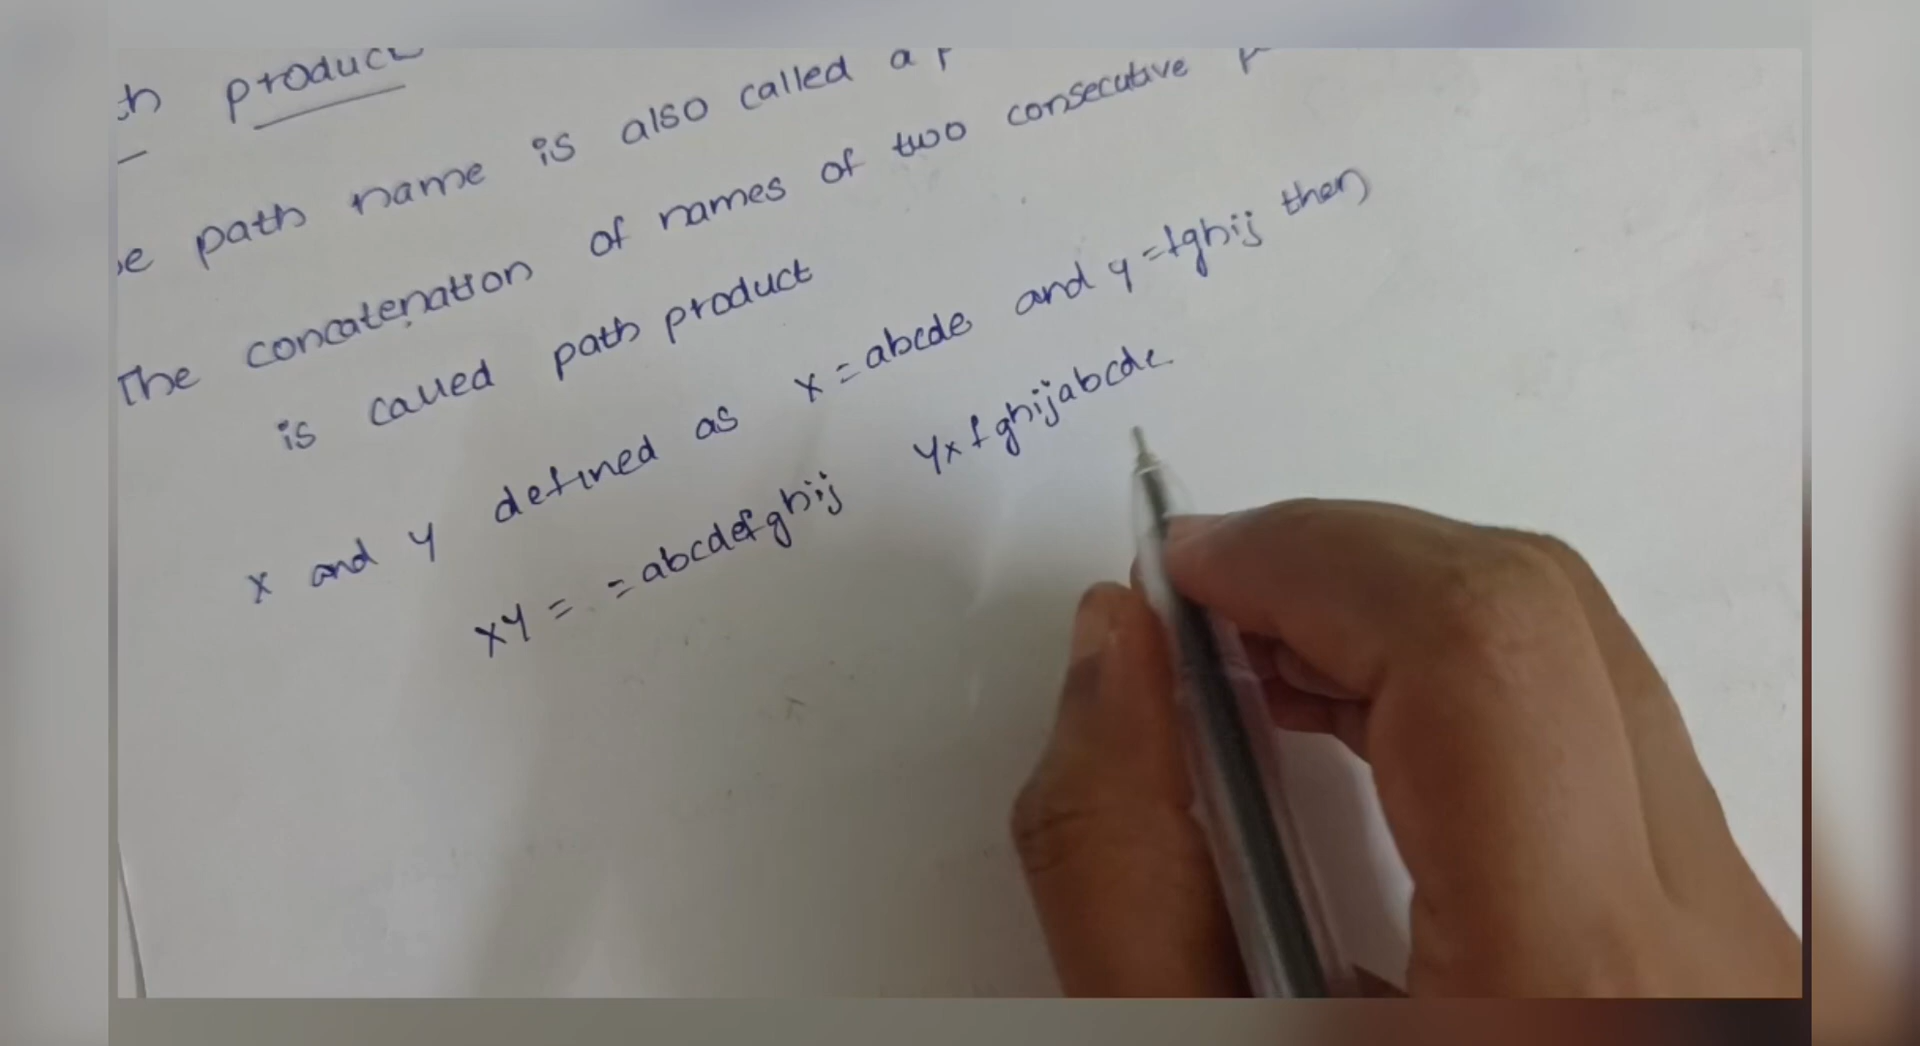 product
path name is also called a
The concatenation of names of two consecutive
is called path product
x and y defined as x = abcde and y = fghij then
xy = = abcdefghij yx fghijabcde